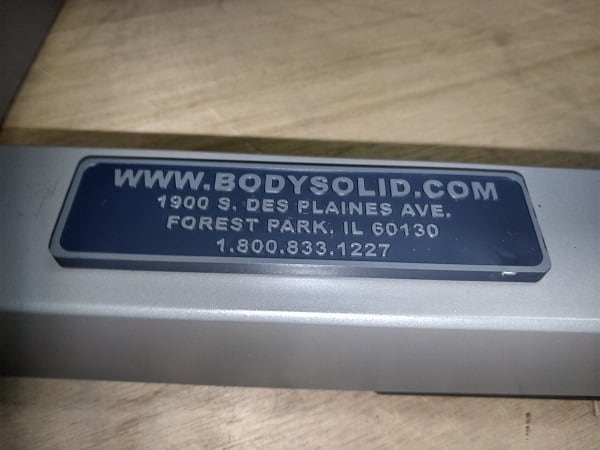 WWW.BODYSOLID.COM
1900 S. DES PLAINES AVE.
FOREST PARK, IL 60130
1.800.833.1227